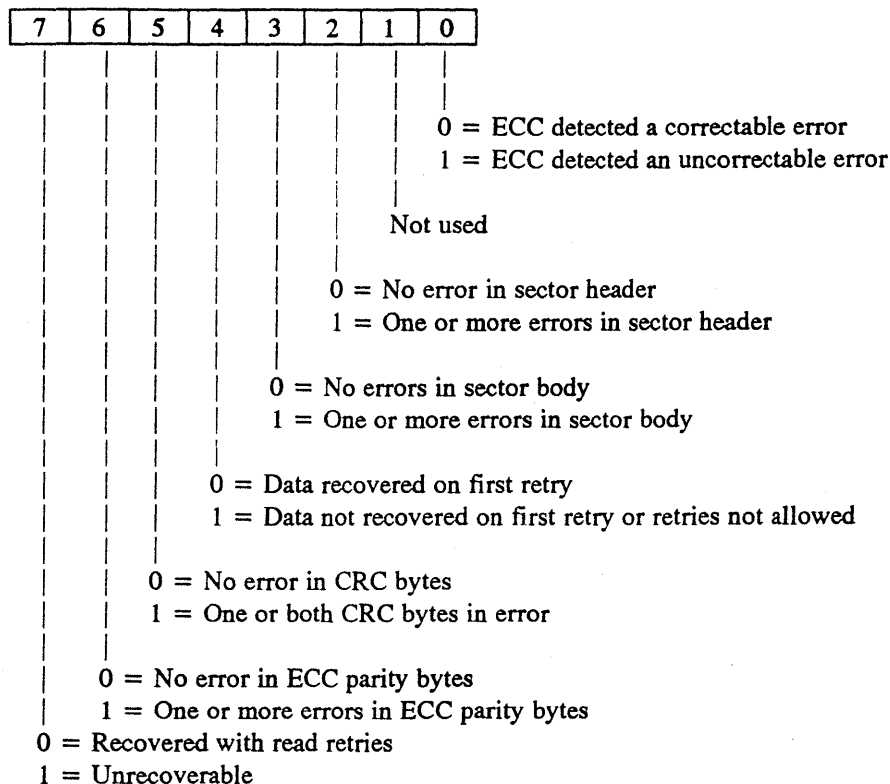 7 6 5 4 3 2 1 0
0 = ECC detected a correctable error
1 = ECC detected an uncorrectable error
Not used
0 = No error in sector header
1 = One or more errors in sector header
0 = No errors in sector body
1 = One or more errors in sector body
0 = Data recovered on first retry
1 = Data not recovered on first retry or retries not allowed
0 = No error in CRC bytes
1 = One or both CRC bytes in error
0 = No error in ECC parity bytes
1 = One or more errors in ECC parity bytes
0 = Recovered with read retries
1 = Unrecoverable